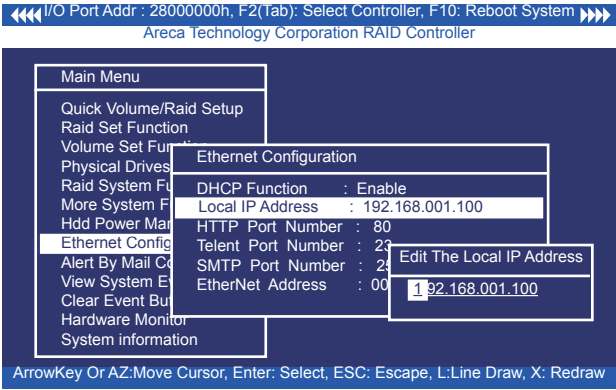 I/O Port Addr : 28000000h, F2(Tab): Select Controller, F10: Reboot System
Areca Technology Corporation RAID Controller
Main Menu
Quick Volume/Raid Setup
Raid Set Function
Volume Set Fun
Physical Drives
Raid System Fu
More System F
Hdd Power Man
Ethernet Config
Alert By Mail Co
View System Ev
Clear Event Bu
Hardware Monitor
System information
Ethernet Configuration
DHCP Function : Enable
Local IP Address : 192.168.001.100
HTTP Port Number : 80
Telent Port Number : 23
SMTP Port Number : 25
EtherNet Address : 00
Edit The Local IP Address
192.168.001.100
ArrowKey Or AZ:Move Cursor, Enter: Select, ESC: Escape, L:Line Draw, X: Redraw